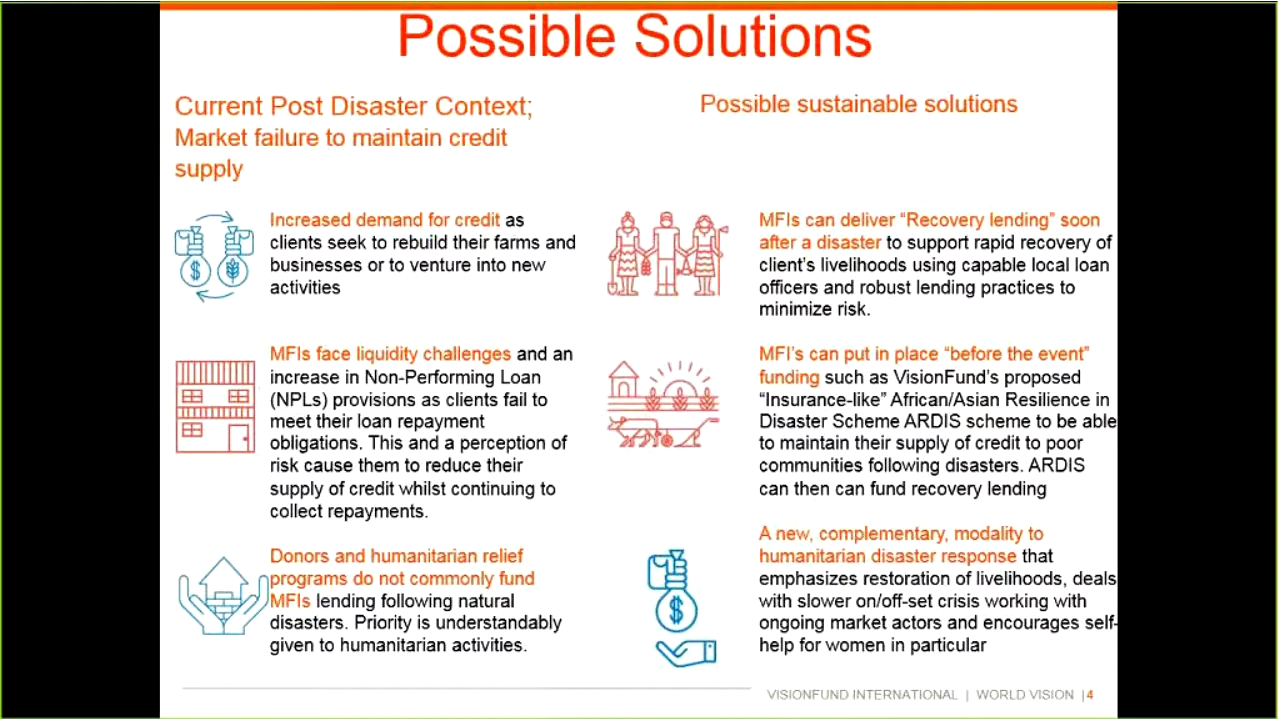 Possible Solutions
Current Post Disaster Context;
Market failure to maintain credit
supply
Increased demand for credit as
clients seek to rebuild their farms and
businesses or to venture into new
activities
MFIs face liquidity challenges and an
increase in Non-Performing Loan
(NPLs) provisions as clients fail to
meet their loan repayment
obligations. This and a perception of
risk cause them to reduce their
supply of credit whilst continuing to
collect repayments.
Donors and humanitarian relief
programs do not commonly fund
MFIs lending following natural
disasters. Priority is understandably
given to humanitarian activities.
Possible sustainable solutions
MFIs can deliver “Recovery lending” soon
after a disaster to support rapid recovery of
client's livelihoods using capable local loan
officers and robust lending practices to
minimize risk.
MFI's can put in place “before the event”
funding such as VisionFund's proposed
“Insurance-like” African/Asian Resilience in
Disaster Scheme ARDIS scheme to be able
to maintain their supply of credit to poor
communities following disasters. ARDIS
can then can fund recovery lending
A new, complementary, modality to
humanitarian disaster response that
emphasizes restoration of livelihoods, deals
with slower on/off-set crisis working with
ongoing market actors and encourages self-
help for women in particular
VISIONFUND INTERNATIONAL | WORLD VISION |4